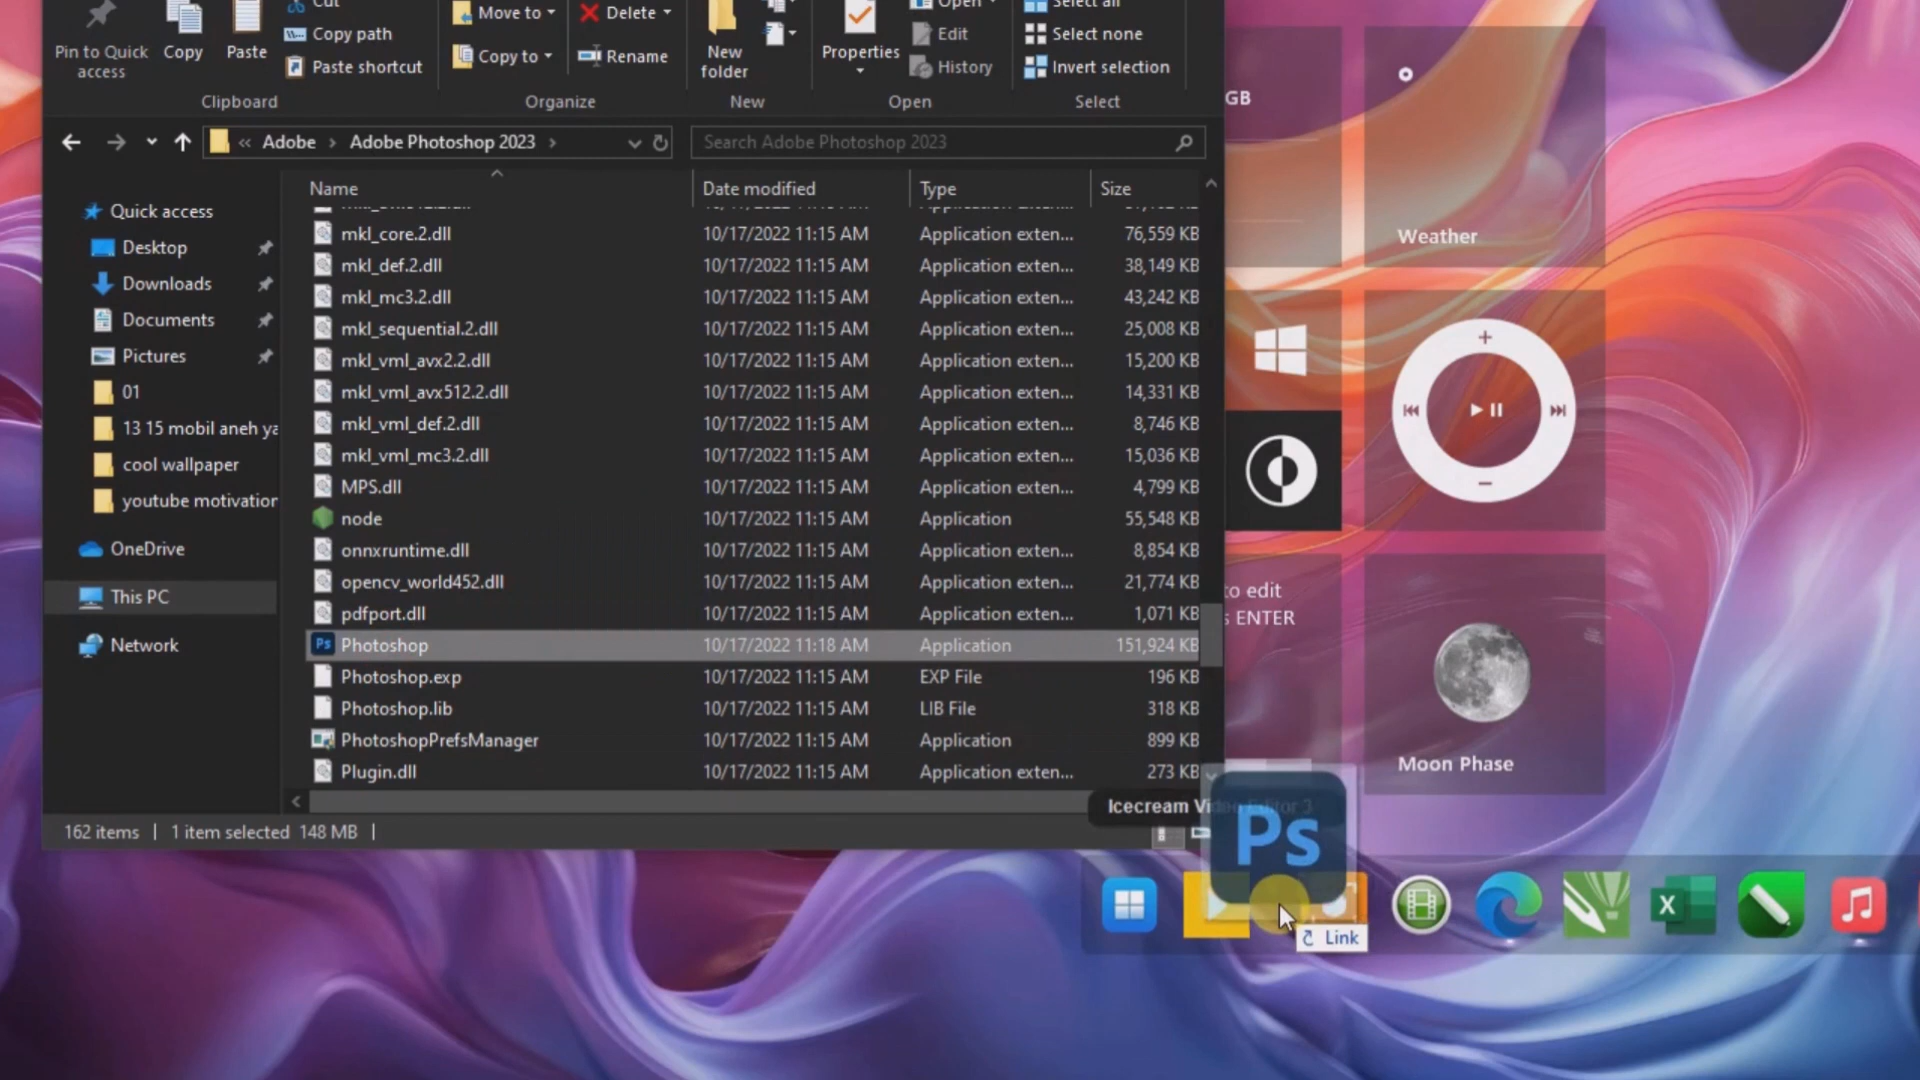 Cut
Pin to Quick access
Copy
Paste
Copy path
Paste shortcut
Clipboard
Move to
Copy to
Delete
Rename
Organize
New folder
New
Properties
Open
Edit
History
Open
Select all
Select none
Invert selection
Select
« Adobe > Adobe Photoshop 2023 >
Search Adobe Photoshop 2023
Name Date modified Type Size
mkl_core.2.dll 10/17/2022 11:15 AM Application exten... 76,559 KB
mkl_def.2.dll 10/17/2022 11:15 AM Application exten... 38,149 KB
mkl_mc3.2.dll 10/17/2022 11:15 AM Application exten... 43,242 KB
mkl_sequential.2.dll 10/17/2022 11:15 AM Application exten... 25,008 KB
mkl_vml_avx2.2.dll 10/17/2022 11:15 AM Application exten... 15,200 KB
mkl_vml_avx512.2.dll 10/17/2022 11:15 AM Application exten... 14,331 KB
mkl_vml_def.2.dll 10/17/2022 11:15 AM Application exten... 8,746 KB
mkl_vml_mc3.2.dll 10/17/2022 11:15 AM Application exten... 15,036 KB
MPS.dll 10/17/2022 11:15 AM Application exten... 4,799 KB
node 10/17/2022 11:15 AM Application 55,548 KB
onnxruntime.dll 10/17/2022 11:15 AM Application exten... 8,854 KB
opencv_world452.dll 10/17/2022 11:15 AM Application exten... 21,774 KB
pdfport.dll 10/17/2022 11:15 AM Application exten... 1,071 KB
Ps Photoshop 10/17/2022 11:18 AM Application 151,924 KB
Photoshop.exp 10/17/2022 11:15 AM EXP File 196 KB
Photoshop.lib 10/17/2022 11:15 AM LIB File 318 KB
PhotoshopPrefsManager 10/17/2022 11:15 AM Application 899 KB
Plugin.dll 10/17/2022 11:15 AM Application exten... 273 KB
Quick access
Desktop
Downloads
Documents
Pictures
01
13 15 mobil aneh ya
cool wallpaper
youtube motivation
OneDrive
This PC
Network
162 items | 1 item selected 148 MB |
GB
Weather
to edit
ENTER
Moon Phase
Icecream Video Editor 3
Ps
Link
X